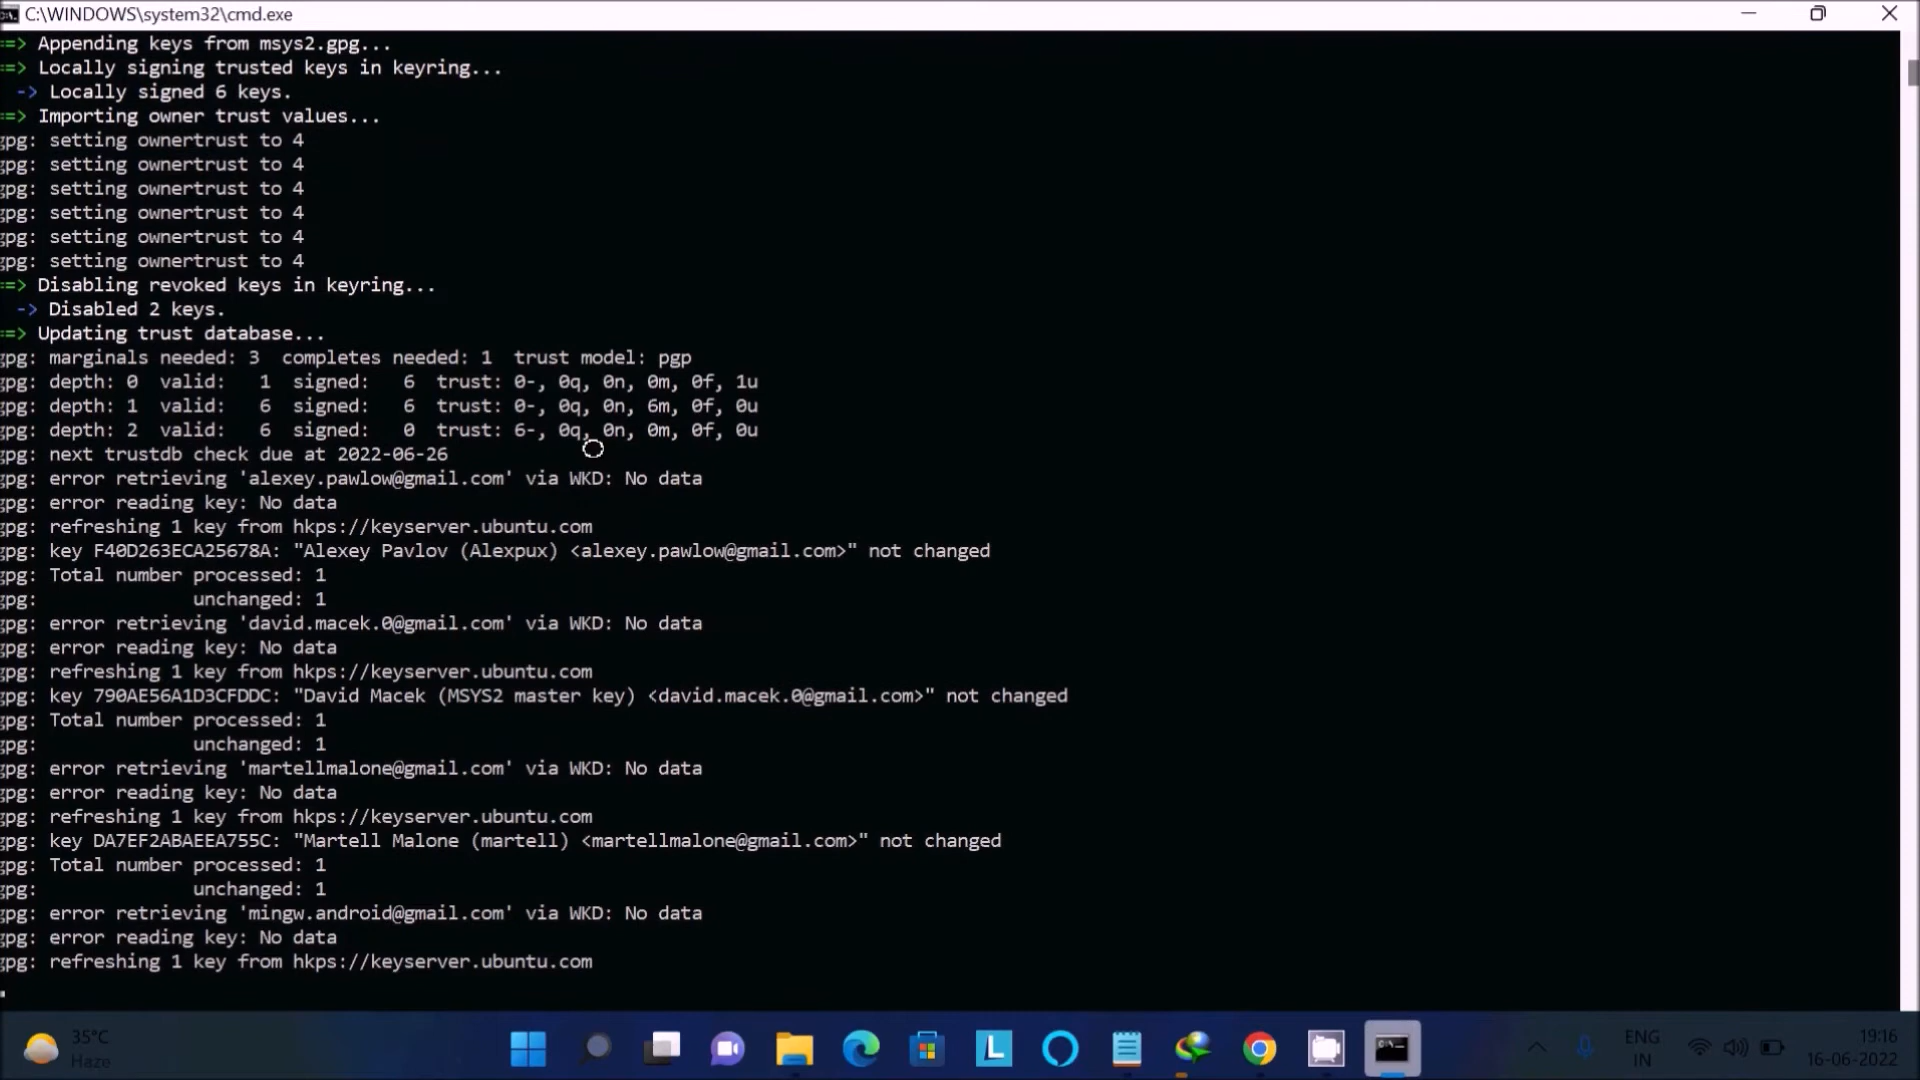 C:\WINDOWS\system32\cmd.exe
=> Appending keys from msys2.gpg...
=> Locally signing trusted keys in keyring...
-> Locally signed 6 keys.
=> Importing owner trust values...
gpg: setting ownertrust to 4
gpg: setting ownertrust to 4
gpg: setting ownertrust to 4
gpg: setting ownertrust to 4
gpg: setting ownertrust to 4
gpg: setting ownertrust to 4
=> Disabling revoked keys in keyring...
-> Disabled 2 keys.
=> Updating trust database...
gpg: marginals needed: 3  completes needed: 1  trust model: pgp
gpg: depth: 0  valid:   1  signed:   6  trust: 0-, 0q, 0n, 0m, 0f, 1u
gpg: depth: 1  valid:   6  signed:   6  trust: 0-, 0q, 0n, 6m, 0f, 0u
gpg: depth: 2  valid:   6  signed:   0  trust: 6-, 0q, 0n, 0m, 0f, 0u
gpg: next trustdb check due at 2022-06-26
gpg: error retrieving 'alexey.pawlow@gmail.com' via WKD: No data
gpg: error reading key: No data
gpg: refreshing 1 key from hkps://keyserver.ubuntu.com
gpg: key F40D263ECA25678A: "Alexey Pavlov (Alexpux) <alexey.pawlow@gmail.com>" not changed
gpg: Total number processed: 1
gpg:              unchanged: 1
gpg: error retrieving 'david.macek.0@gmail.com' via WKD: No data
gpg: error reading key: No data
gpg: refreshing 1 key from hkps://keyserver.ubuntu.com
gpg: key 790AE56A1D3CFDDC: "David Macek (MSYS2 master key) <david.macek.0@gmail.com>" not changed
gpg: Total number processed: 1
gpg:              unchanged: 1
gpg: error retrieving 'martellmalone@gmail.com' via WKD: No data
gpg: error reading key: No data
gpg: refreshing 1 key from hkps://keyserver.ubuntu.com
gpg: key DA7EF2ABAEEA755C: "Martell Malone (martell) <martellmalone@gmail.com>" not changed
gpg: Total number processed: 1
gpg:              unchanged: 1
gpg: error retrieving 'mingw.android@gmail.com' via WKD: No data
gpg: error reading key: No data
gpg: refreshing 1 key from hkps://keyserver.ubuntu.com
35°C
Haze
L
ENG
IN
19:16
16-06-2022